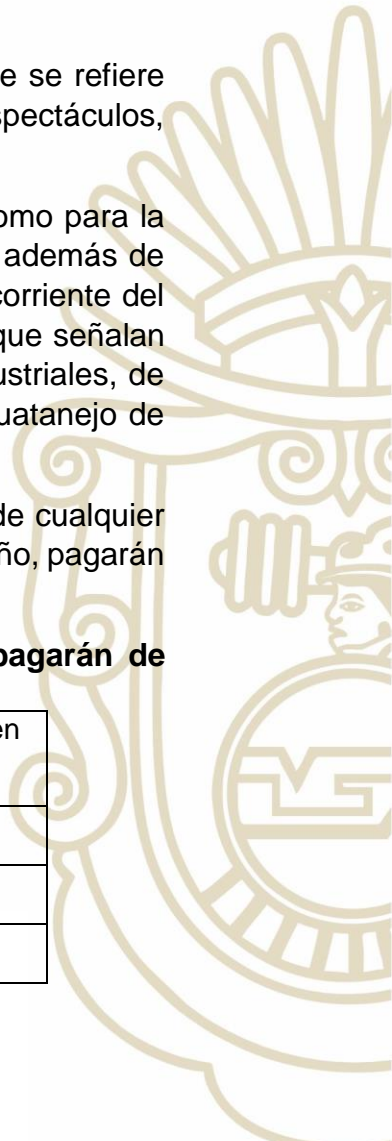 e se refiere
spectáculos,
omo para la
además de
corriente del
que señalan
ustriales, de
uatanejo de
de cualquier
ño, pagarán
pagarán de
en